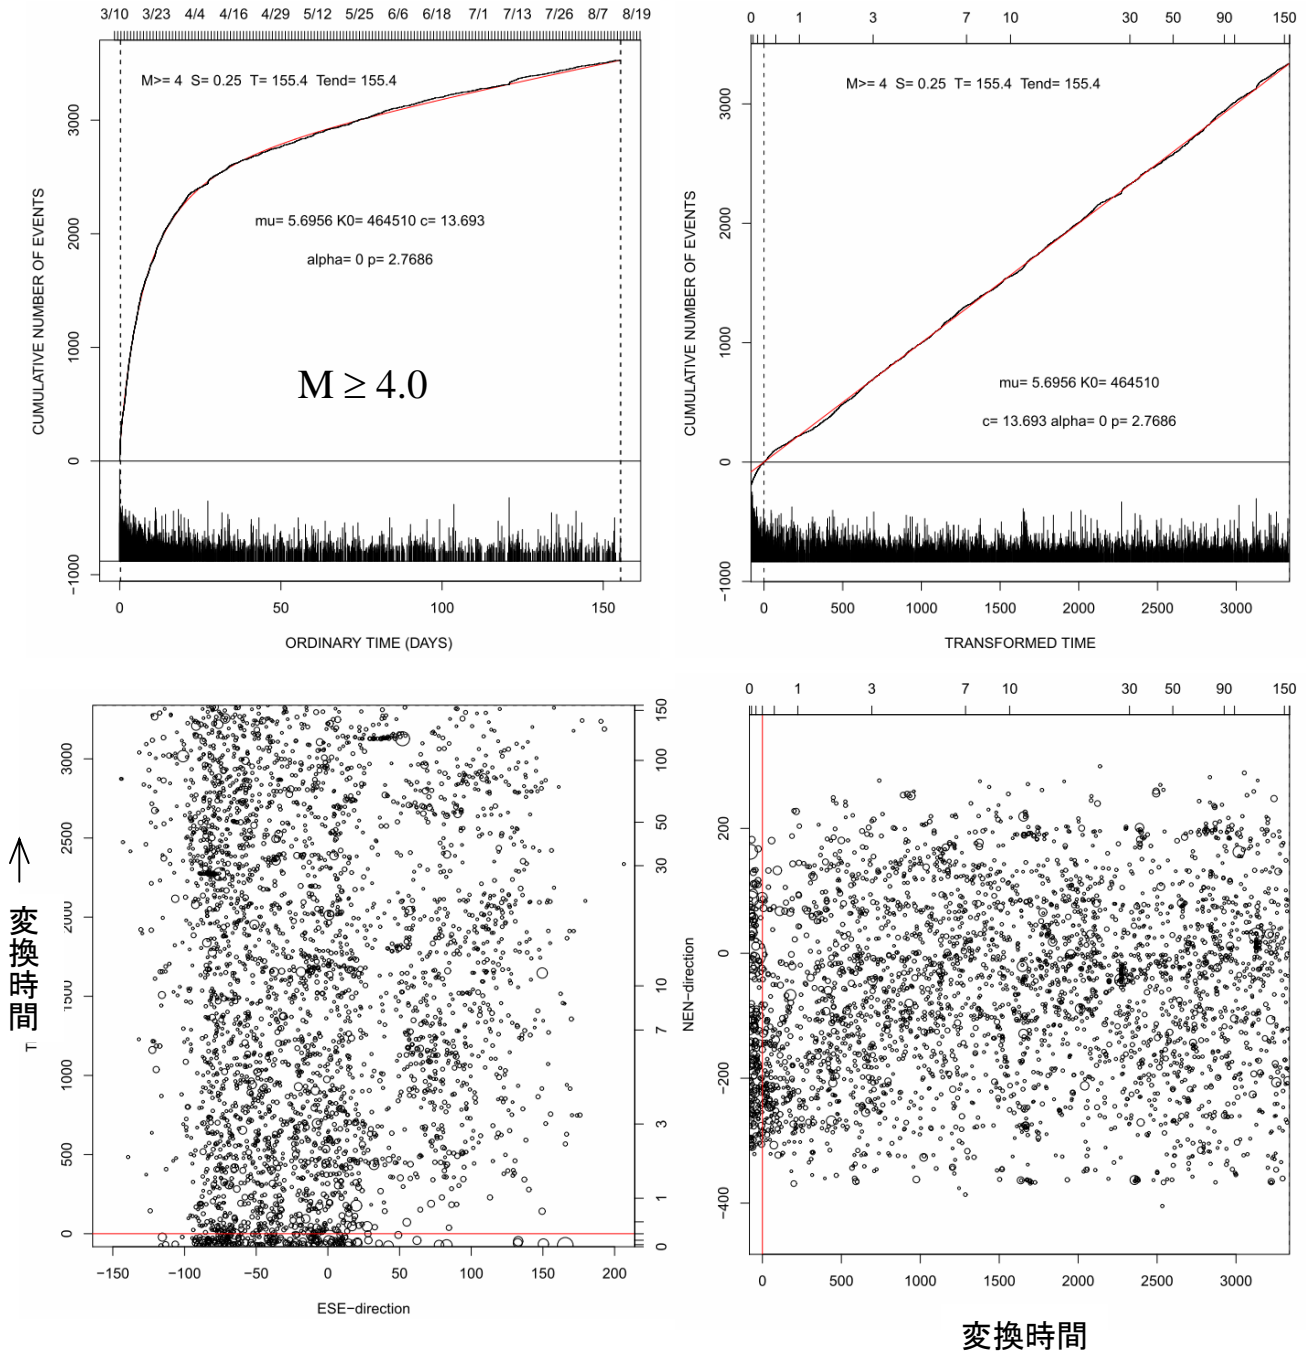 3/10 3/23 4/4 4/16 4/29 5/12 5/25 6/6 6/18 7/1 7/13 7/26 8/7 8/19
M>= 4 S= 0.25 T= 155.4 Tend= 155.4
mu= 5.6956 K0= 464510 c= 13.693
alpha= 0 p= 2.7686
M ≥ 4.0
CUMULATIVE NUMBER OF EVENTS
3000
2000
1000
0
−1000
0 50 100 150
ORDINARY TIME (DAYS)
0 1 3 7 10 30 50 90 150
M>= 4 S= 0.25 T= 155.4 Tend= 155.4
mu= 5.6956 K0= 464510
c= 13.693 alpha= 0 p= 2.7686
CUMULATIVE NUMBER OF EVENTS
3000
2000
1000
0
−1000
0 500 1000 1500 2000 2500 3000
TRANSFORMED TIME
変換時間
T
3000
2500
2000
1500
1000
500
0
150
100
50
30
10
7
3
1
0
−150 −100 −50 0 50 100 150 200
ESE−direction
0 1 3 7 10 30 50 90 150
NEN−direction
200
0
−200
−400
0 500 1000 1500 2000 2500 3000
変換時間